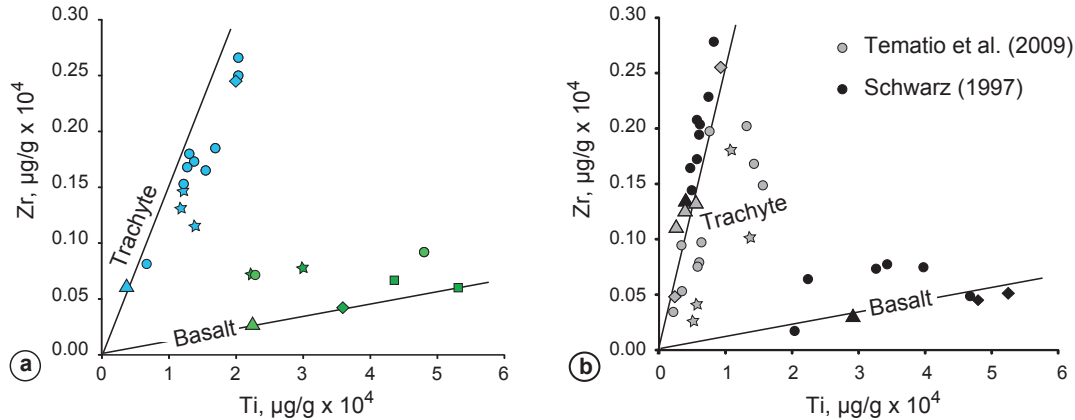 0.30
0.25
0.20
0.15
0.10
0.05
0.00
Zr, µg/g x 10⁴
Trachyte
Basalt
a
0 1 2 3 4 5 6
Ti, µg/g x 10⁴
0.30
0.25
0.20
0.15
0.10
0.05
0.00
Zr, µg/g x 10⁴
Tematio et al. (2009)
Schwarz (1997)
Trachyte
Basalt
b
0 1 2 3 4 5 6
Ti, µg/g x 10⁴